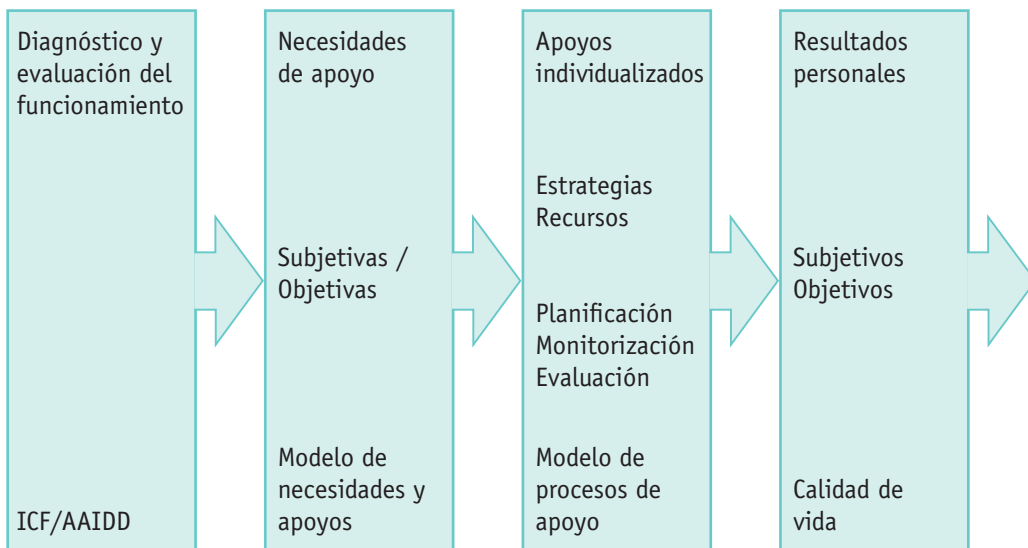 Diagnóstico y
evaluación del
funcionamiento
ICF/AAIDD
Necesidades
de apoyo
Subjetivas /
Objetivas
Modelo de
necesidades y
apoyos
Apoyos
individualizados
Estrategias
Recursos
Planificación
Monitorización
Evaluación
Modelo de
procesos de
apoyo
Resultados
personales
Subjetivos
Objetivos
Calidad de
vida